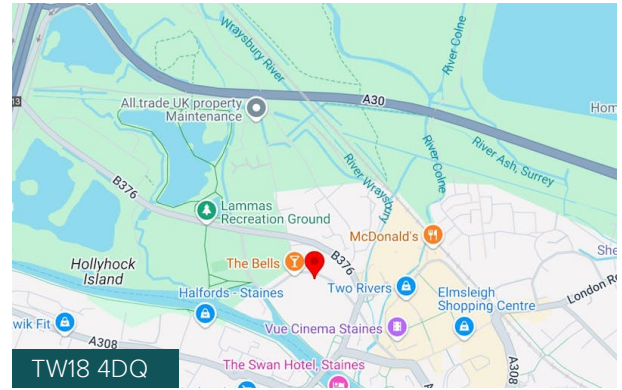 Wraysbury River
River Colne
A30
All.trade UK property
Maintenance
13
Hom
B376
River Wraysbury
River Colne
River Ash, Surrey
Lammas
Recreation Ground
McDonald's
She
The Bells
B376
Hollyhock
Island
Halfords - Staines
Two Rivers
Elmsleigh
Shopping Centre
London Ro
wik Fit
Vue Cinema Staines
A308
A308
The Swan Hotel, Staines
TW18 4DQ